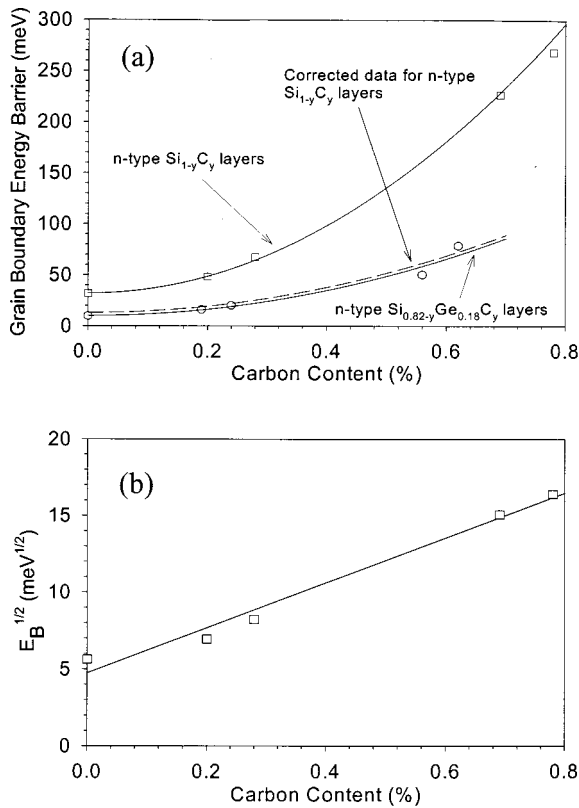 300
(a)
Corrected data for n-type
Si1-yCy layers
250
n-type Si1-yCy layers
200
150
100
50
n-type Si0.82-yGe0.18Cy layers
0
Grain Boundary Energy Barrier (meV)
0.0 0.2 0.4 0.6 0.8
Carbon Content (%)
20
(b)
15
10
5
0
EB1/2 (meV1/2)
0.0 0.2 0.4 0.6 0.8
Carbon Content (%)